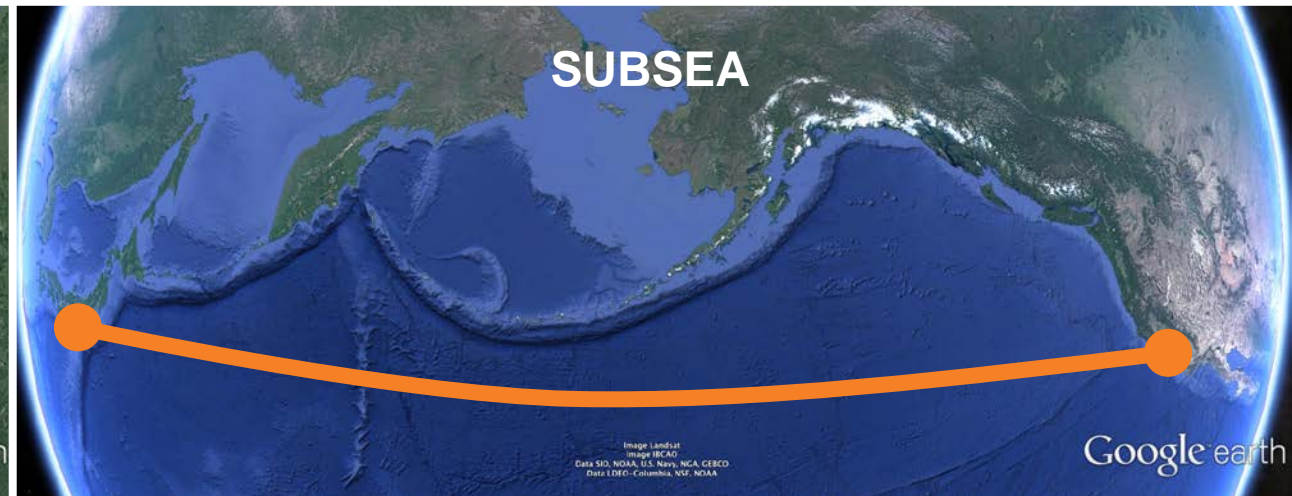 SUBSEA
Image Landsat
Image IBCAO
Data SIO, NOAA, U.S. Navy, NGA, GEBCO
Data LDEO-Columbia, NSF, NOAA
Google earth